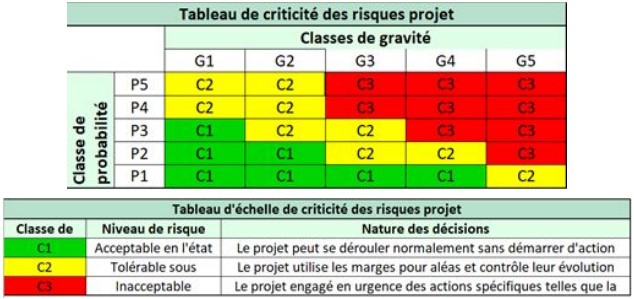 Tableau de criticité des risques projet
Classes de gravité
G1 G2 G3 G4 G5
Classe de probabilité
P5 C2 C2 C3 C3 C3
P4 C2 C2 C3 C3 C3
P3 C1 C2 C2 C3 C3
P2 C1 C1 C2 C2 C3
P1 C1 C1 C1 C1 C2
Tableau d'échelle de criticité des risques projet
Classe de Niveau de risque Nature des décisions
C1 Acceptable en l'état Le projet peut se dérouler normalement sans démarrer d'action
C2 Tolérable sous Le projet utilise les marges pour aléas et contrôle leur évolution
C3 Inacceptable Le projet engagé en urgence des actions spécifiques telles que la